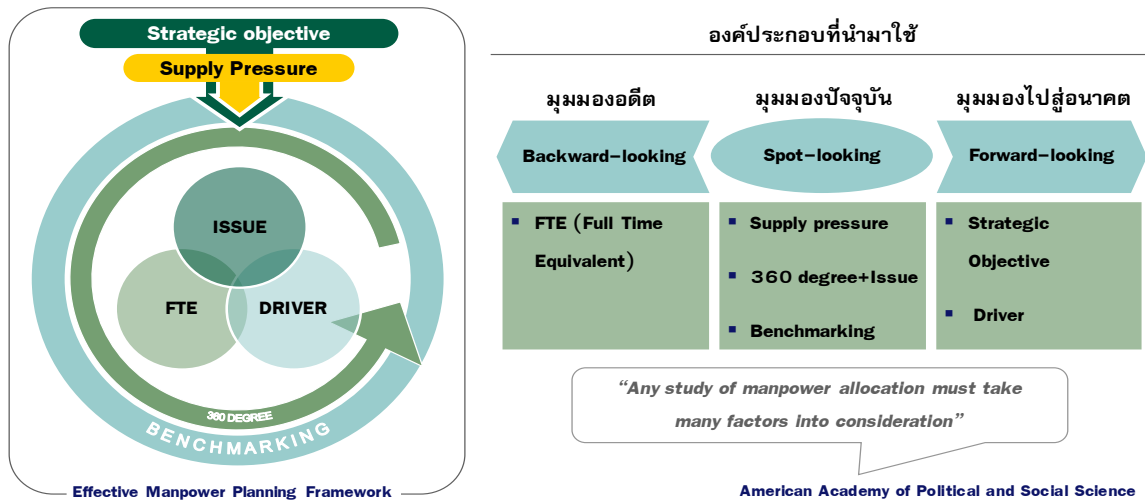 Strategic objective
Supply Pressure
ISSUE
FTE
DRIVER
360 DEGREE
BENCHMARKING
Effective Manpower Planning Framework
องค์ประกอบที่นำมาใช้
มุมมองอดีต
มุมมองปัจจุบัน
มุมมองไปสู่อนาคต
Backward-looking
Spot-looking
Forward-looking
▪ FTE (Full Time
Equivalent)
▪ Supply pressure
▪ 360 degree+Issue
▪ Benchmarking
▪ Strategic
Objective
▪ Driver
“Any study of manpower allocation must take
many factors into consideration”
American Academy of Political and Social Science